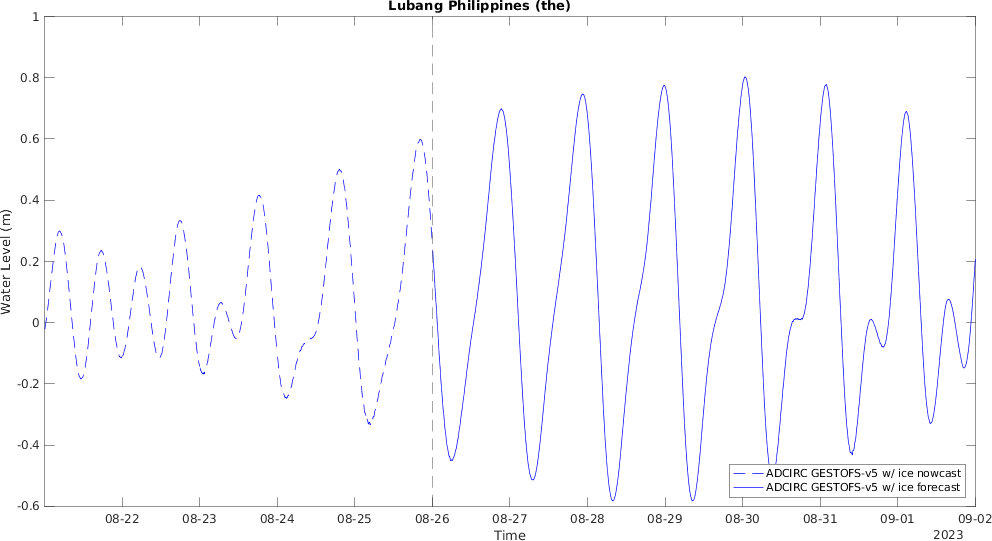 Lubang Philippines (the)
1
0.8
0.6
0.4
0.2
0
-0.2
-0.4
-0.6
Water Level (m)
ADCIRC GESTOFS-v5 w/ ice nowcast
ADCIRC GESTOFS-v5 w/ ice forecast
08-22 08-23 08-24 08-25 08-26 08-27 08-28 08-29 08-30 08-31 09-01 09-02
Time
2023